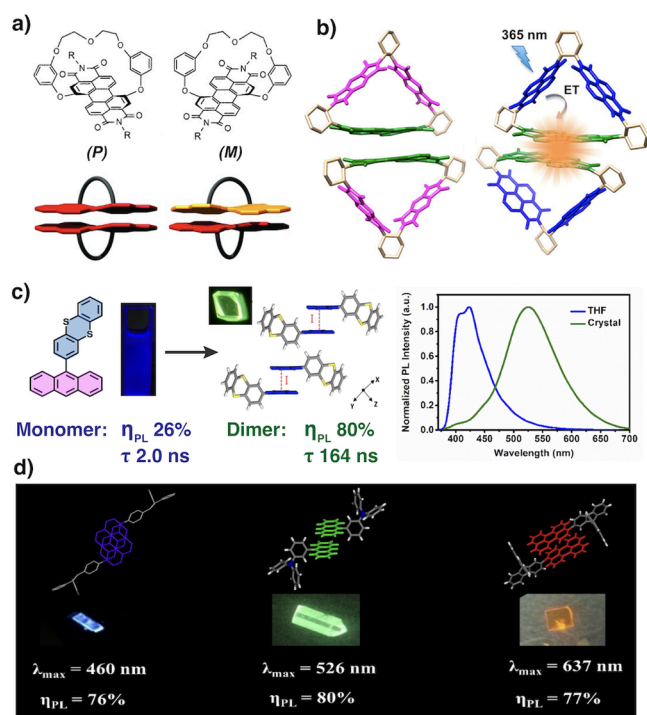 a)
R
N
O
O
O
O
O
O
O
O
O
N
O
R
(P)
R
N
O
O
O
O
O
O
O
O
O
N
O
R
(M)
b)
365 nm
ET
c)
S
S
Monomer: ηPL 26%
τ 2.0 ns
I
I
X
Y
Z
Dimer: ηPL 80%
τ 164 ns
Normalized PL Intensity (a.u.)
1.0
0.8
0.6
0.4
0.2
0.0
THF
Crystal
400 450 500 550 600 650 700
Wavelength (nm)
d)
λmax = 460 nm
ηPL = 76%
λmax = 526 nm
ηPL = 80%
λmax = 637 nm
ηPL = 77%